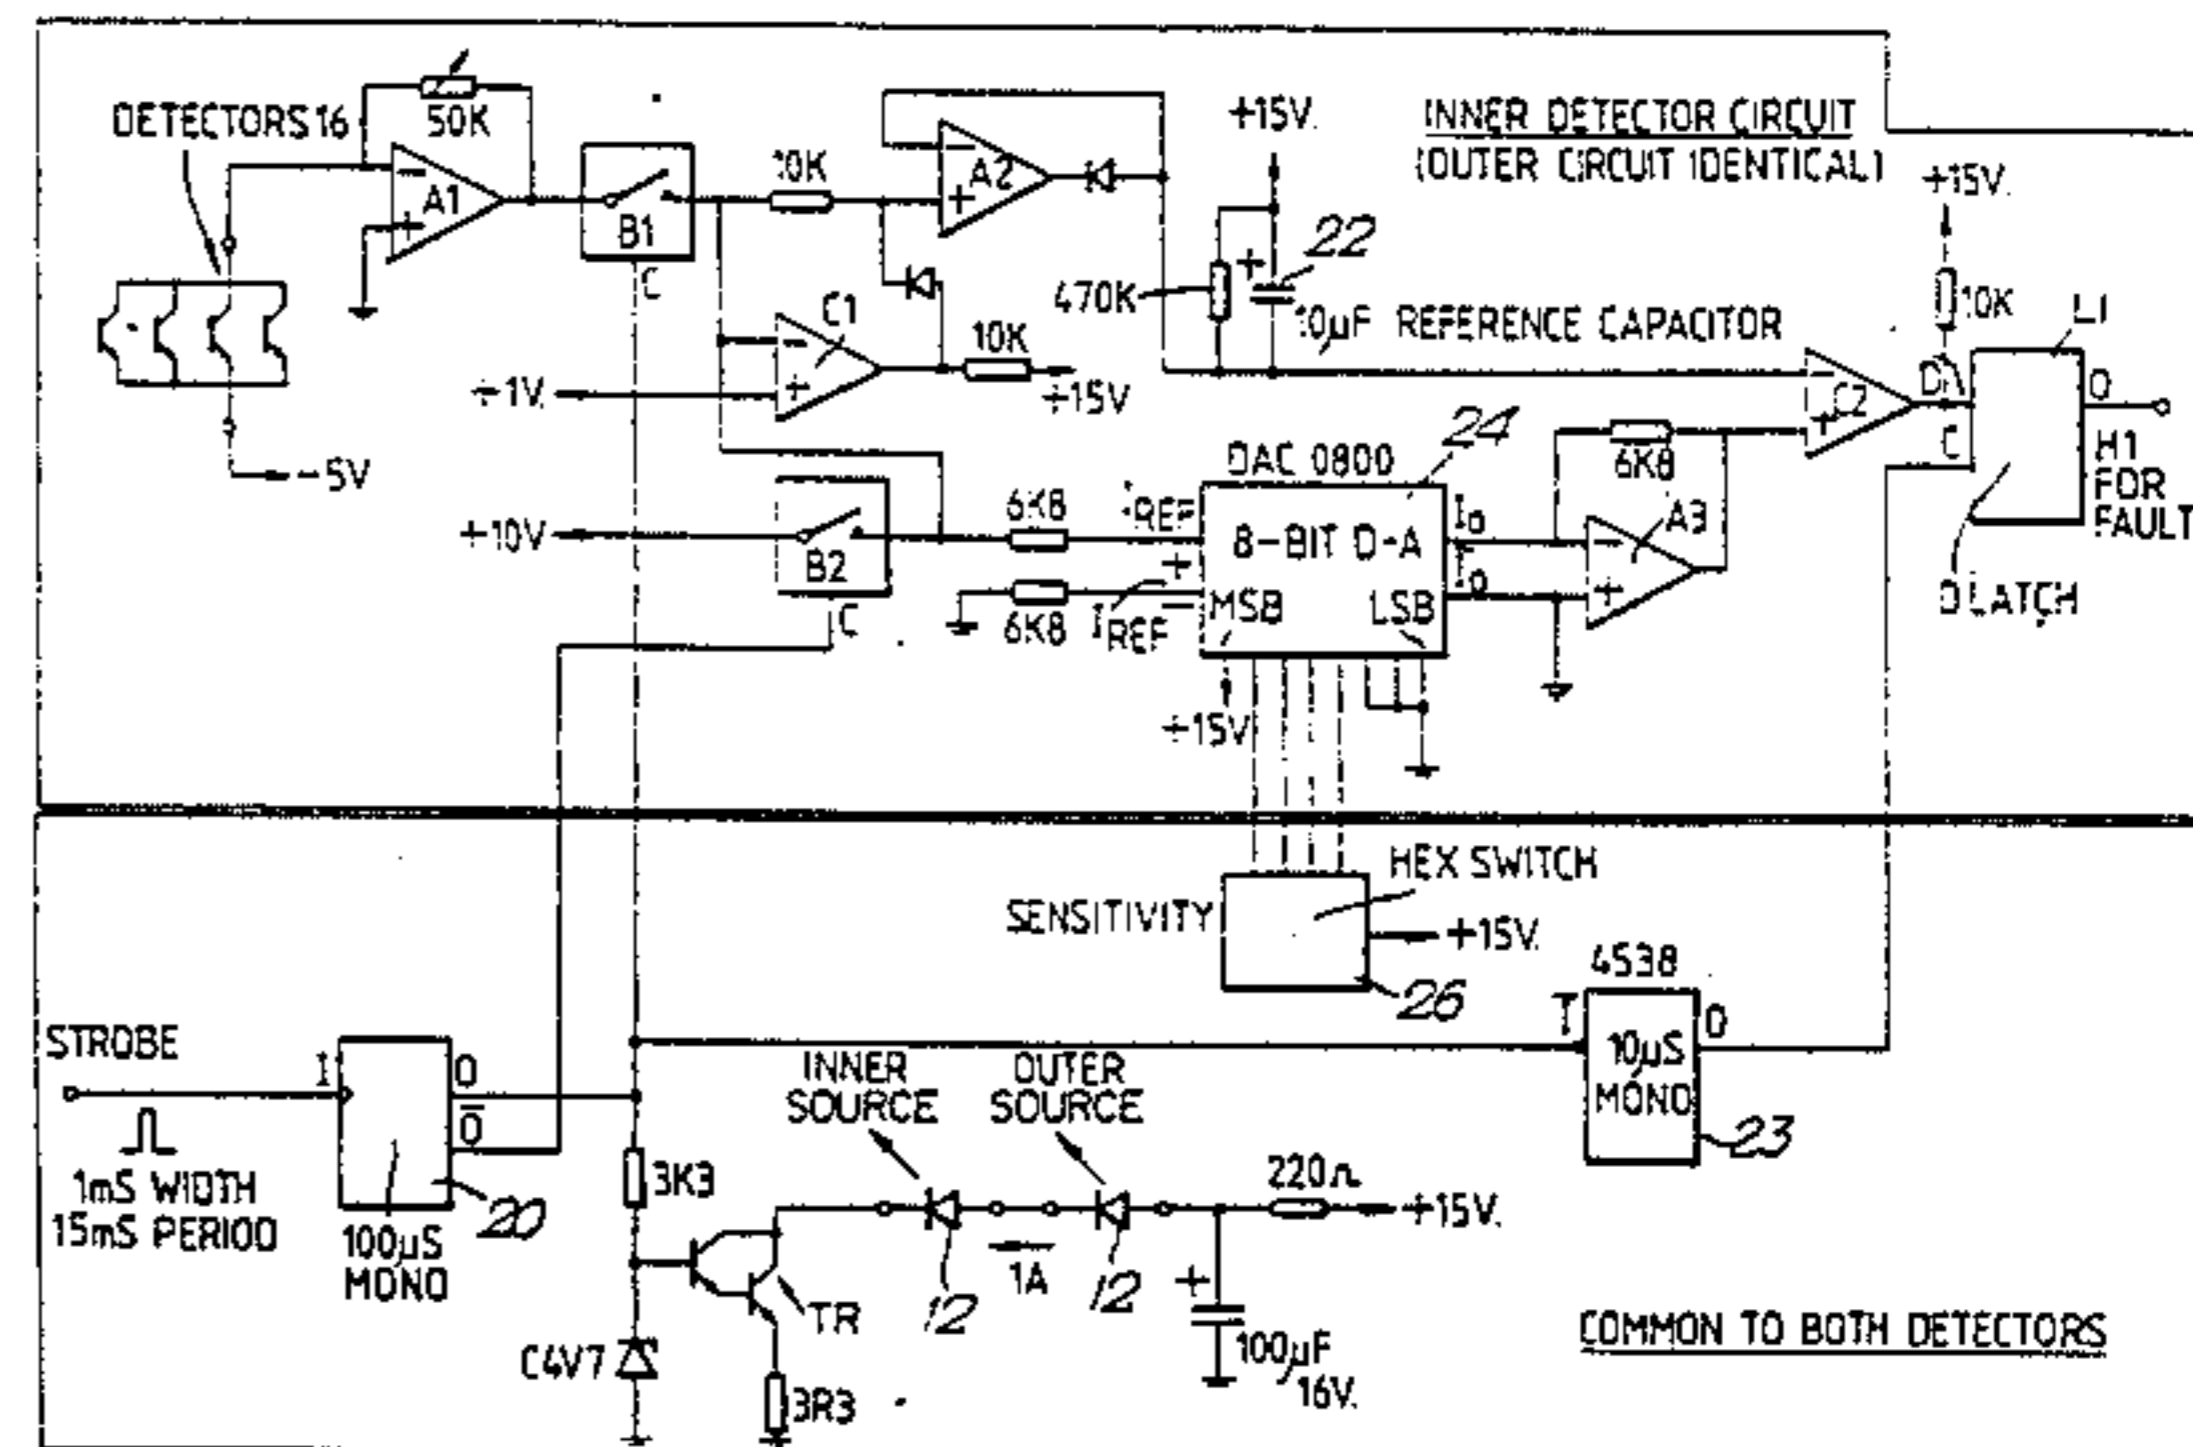 DETECTORS 16
50K
A1
B1
C
10K
A2
+15V.
INNER DETECTOR CIRCUIT
(OUTER CIRCUIT IDENTICAL)
+15V.
22
470K
10µF REFERENCE CAPACITOR
10K
L1
C1
10K
+1V.
+15V
-5V
D
C
C2
O
H1
FOR
FAULT
24
DAC 0800
6K8
A3
+10V
B2
C
6K8
IREF
8-BIT D-A
Io
Io
6K8
IREF
MSB
LSB
D LATCH
+15V
HEX SWITCH
SENSITIVITY
+15V.
26
4538
STROBE
I
O
O
INNER
SOURCE
OUTER
SOURCE
I
10µS
MONO
O
23
1mS WIDTH
15mS PERIOD
100µS
MONO
20
3K3
220Ω
+15V.
1A
12
12
TR
C4V7
3R3
100µF
16V.
COMMON TO BOTH DETECTORS